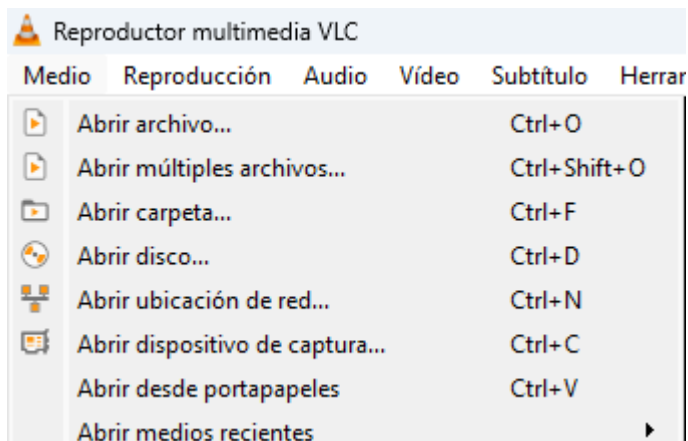 Reproductor multimedia VLC
Medio Reproducción Audio Vídeo Subtítulo Herrar
Abrir archivo... Ctrl+O
Abrir múltiples archivos... Ctrl+Shift+O
Abrir carpeta... Ctrl+F
Abrir disco... Ctrl+D
Abrir ubicación de red... Ctrl+N
Abrir dispositivo de captura... Ctrl+C
Abrir desde portapapeles Ctrl+V
Abrir medios recientes